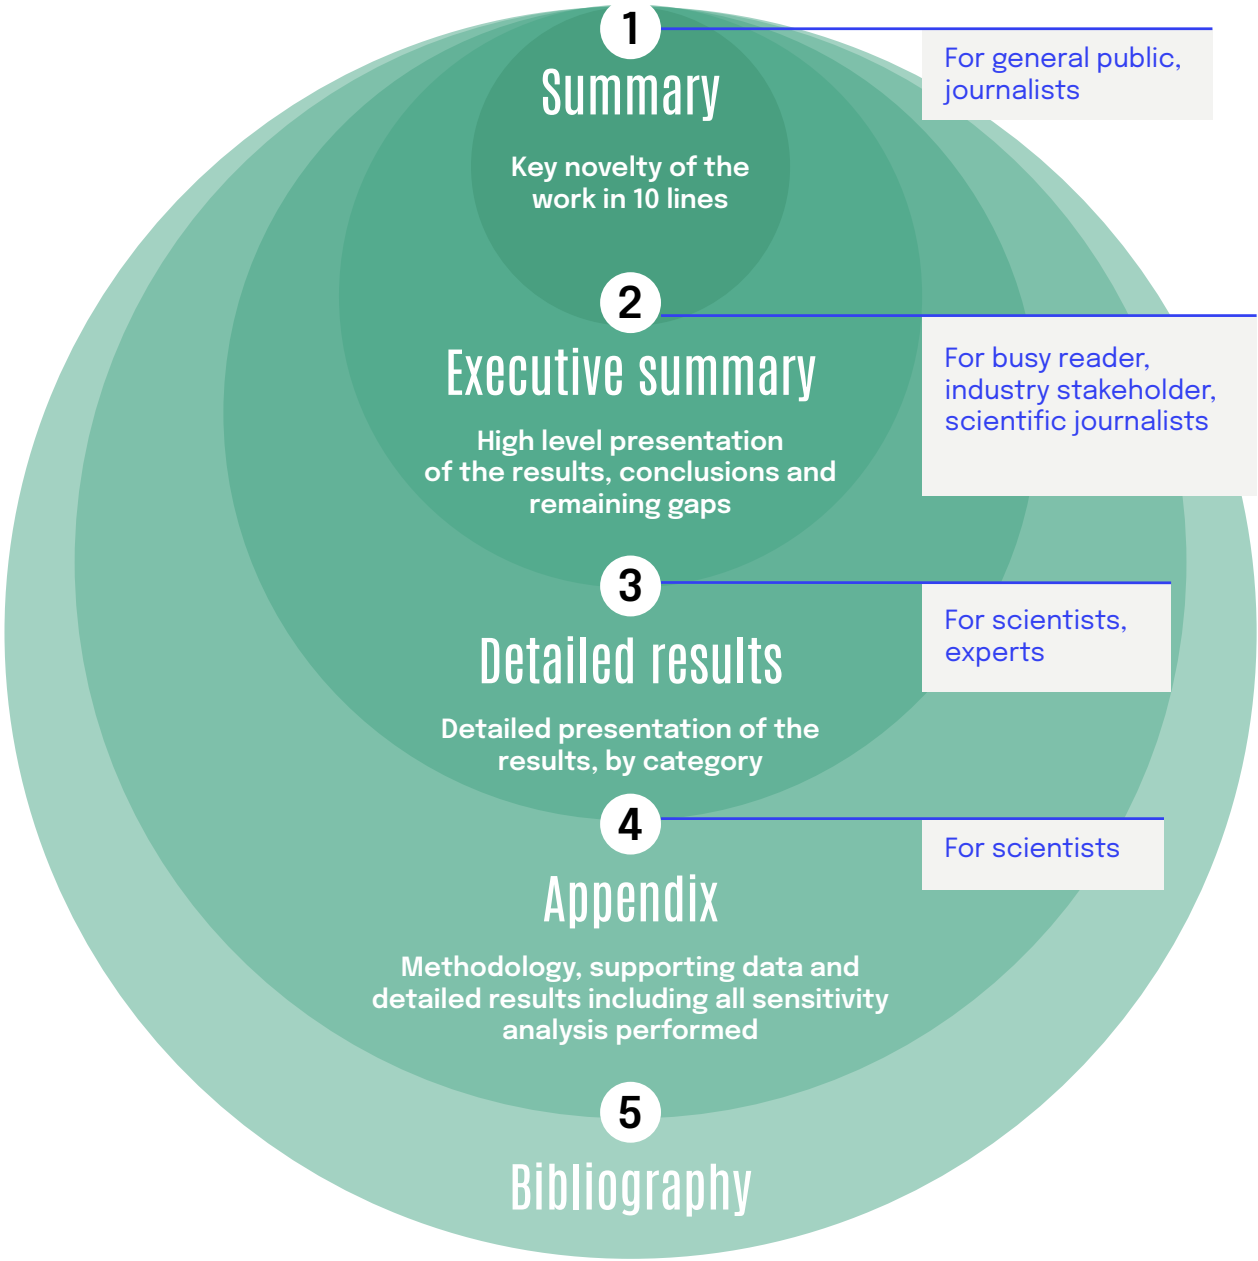 1
For general public,
journalists
Summary
Key novelty of the
work in 10 lines
2
For busy reader,
industry stakeholder,
scientific journalists
Executive summary
High level presentation
of the results, conclusions and
remaining gaps
3
For scientists,
experts
Detailed results
Detailed presentation of the
results, by category
4
For scientists
Appendix
Methodology, supporting data and
detailed results including all sensitivity
analysis performed
5
Bibliography